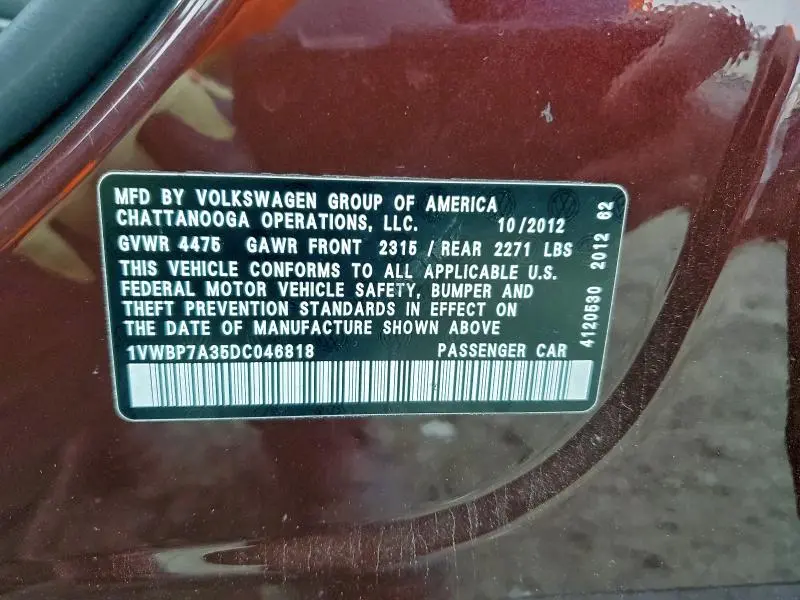 MFD BY VOLKSWAGEN GROUP OF AMERICA
CHATTANOOGA OPERATIONS, LLC. 10/2012
GVWR 4475 GAWR FRONT 2315 / REAR 2271 LBS
THIS VEHICLE CONFORMS TO ALL APPLICABLE U.S.
FEDERAL MOTOR VEHICLE SAFETY, BUMPER AND
THEFT PREVENTION STANDARDS IN EFFECT ON
THE DATE OF MANUFACTURE SHOWN ABOVE
1VWBP7A35DC046818 PASSENGER CAR
4120530 2012 62